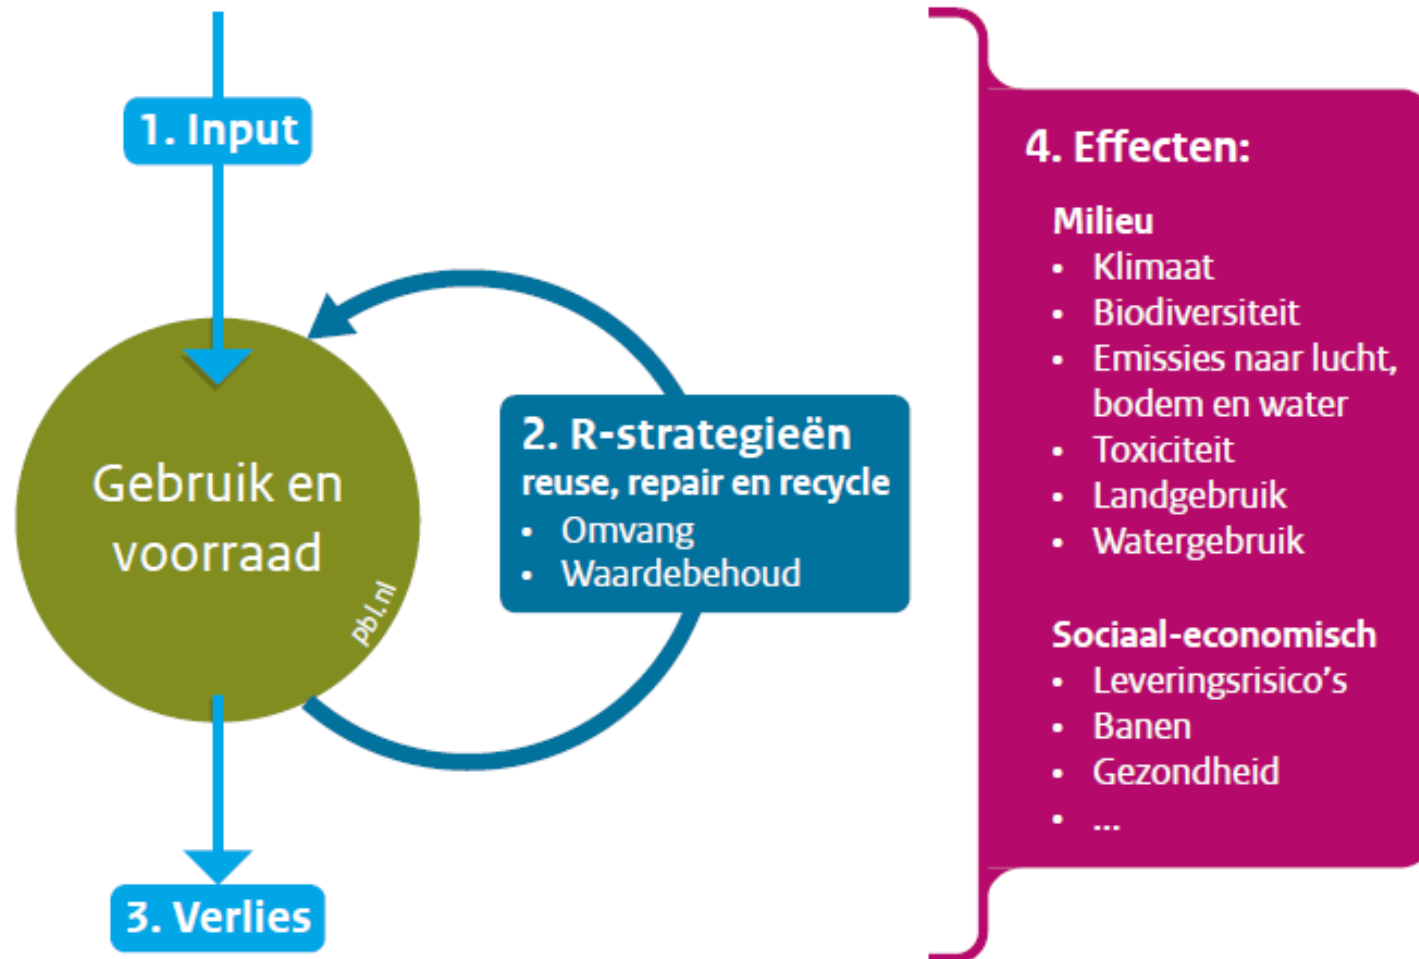 1. Input
Gebruik en
voorraad
pbl.nl
2. R-strategieën
reuse, repair en recycle
• Omvang
• Waardebehoud
3. Verlies
4. Effecten:
Milieu
• Klimaat
• Biodiversiteit
• Emissies naar lucht,
bodem en water
• Toxiciteit
• Landgebruik
• Watergebruik
Sociaal-economisch
• Leveringsrisico’s
• Banen
• Gezondheid
• ...